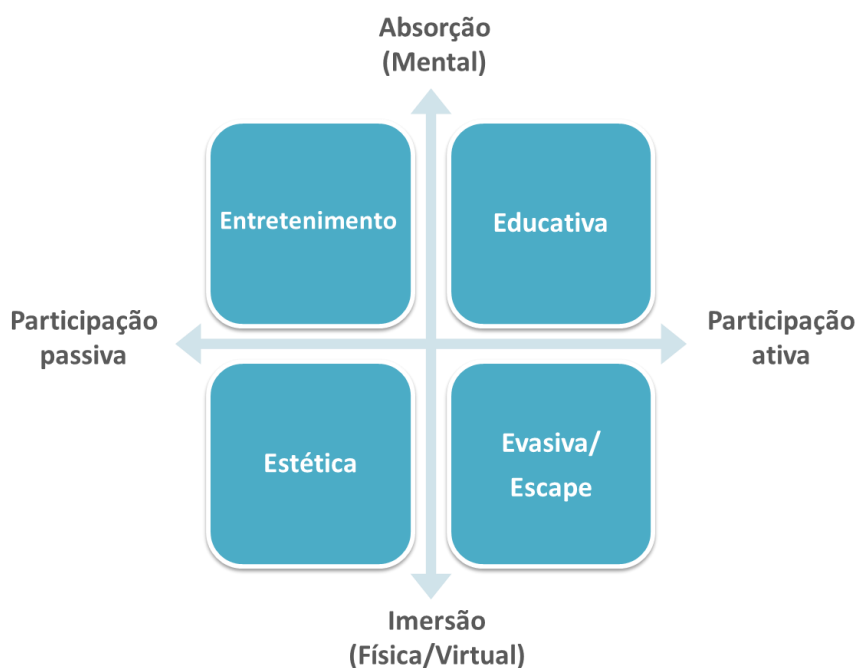 Absorção
(Mental)
Entretenimento
Educativa
Participação
passiva
Participação
ativa
Estética
Evasiva/
Escape
Imersão
(Física/Virtual)